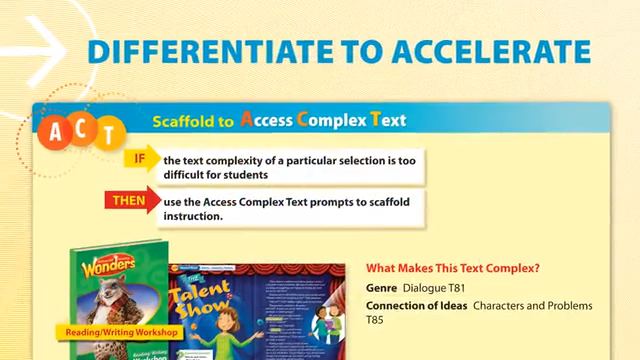 DIFFERENTIATE TO ACCELERATE
ACT
Scaffold to Access Complex Text
IF
the text complexity of a particular selection is too
difficult for students
THEN
use the Access Complex Text prompts to scaffold
instruction.
Wonders
Reading/Writing Workshop
THE
Talent
Show
What Makes This Text Complex?
Genre Dialogue T81
Connection of Ideas Characters and Problems
T85